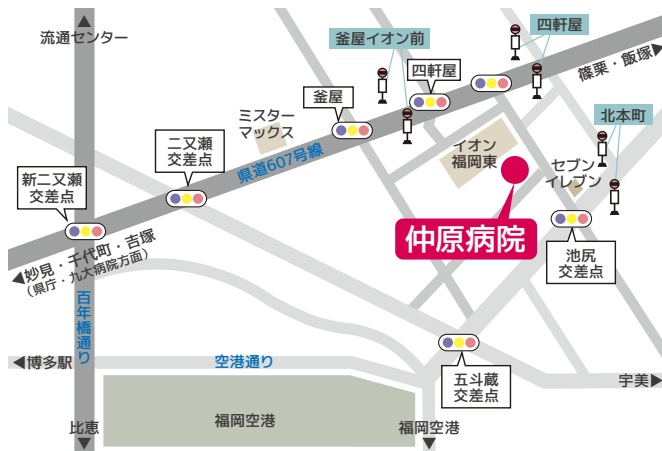 流通センター
釜屋イオン前
四軒屋
篠栗・飯塚
四軒屋
釜屋
ミスター
マックス
北本町
イオン
福岡東
セブン
イレブン
二又瀬
交差点
県道607号線
新二又瀬
交差点
仲原病院
池尻
交差点
妙見・千代町・吉塚
（県庁・九大病院方面）
百年橋通り
博多駅
空港通り
五斗蔵
交差点
宇美
福岡空港
比恵
福岡空港